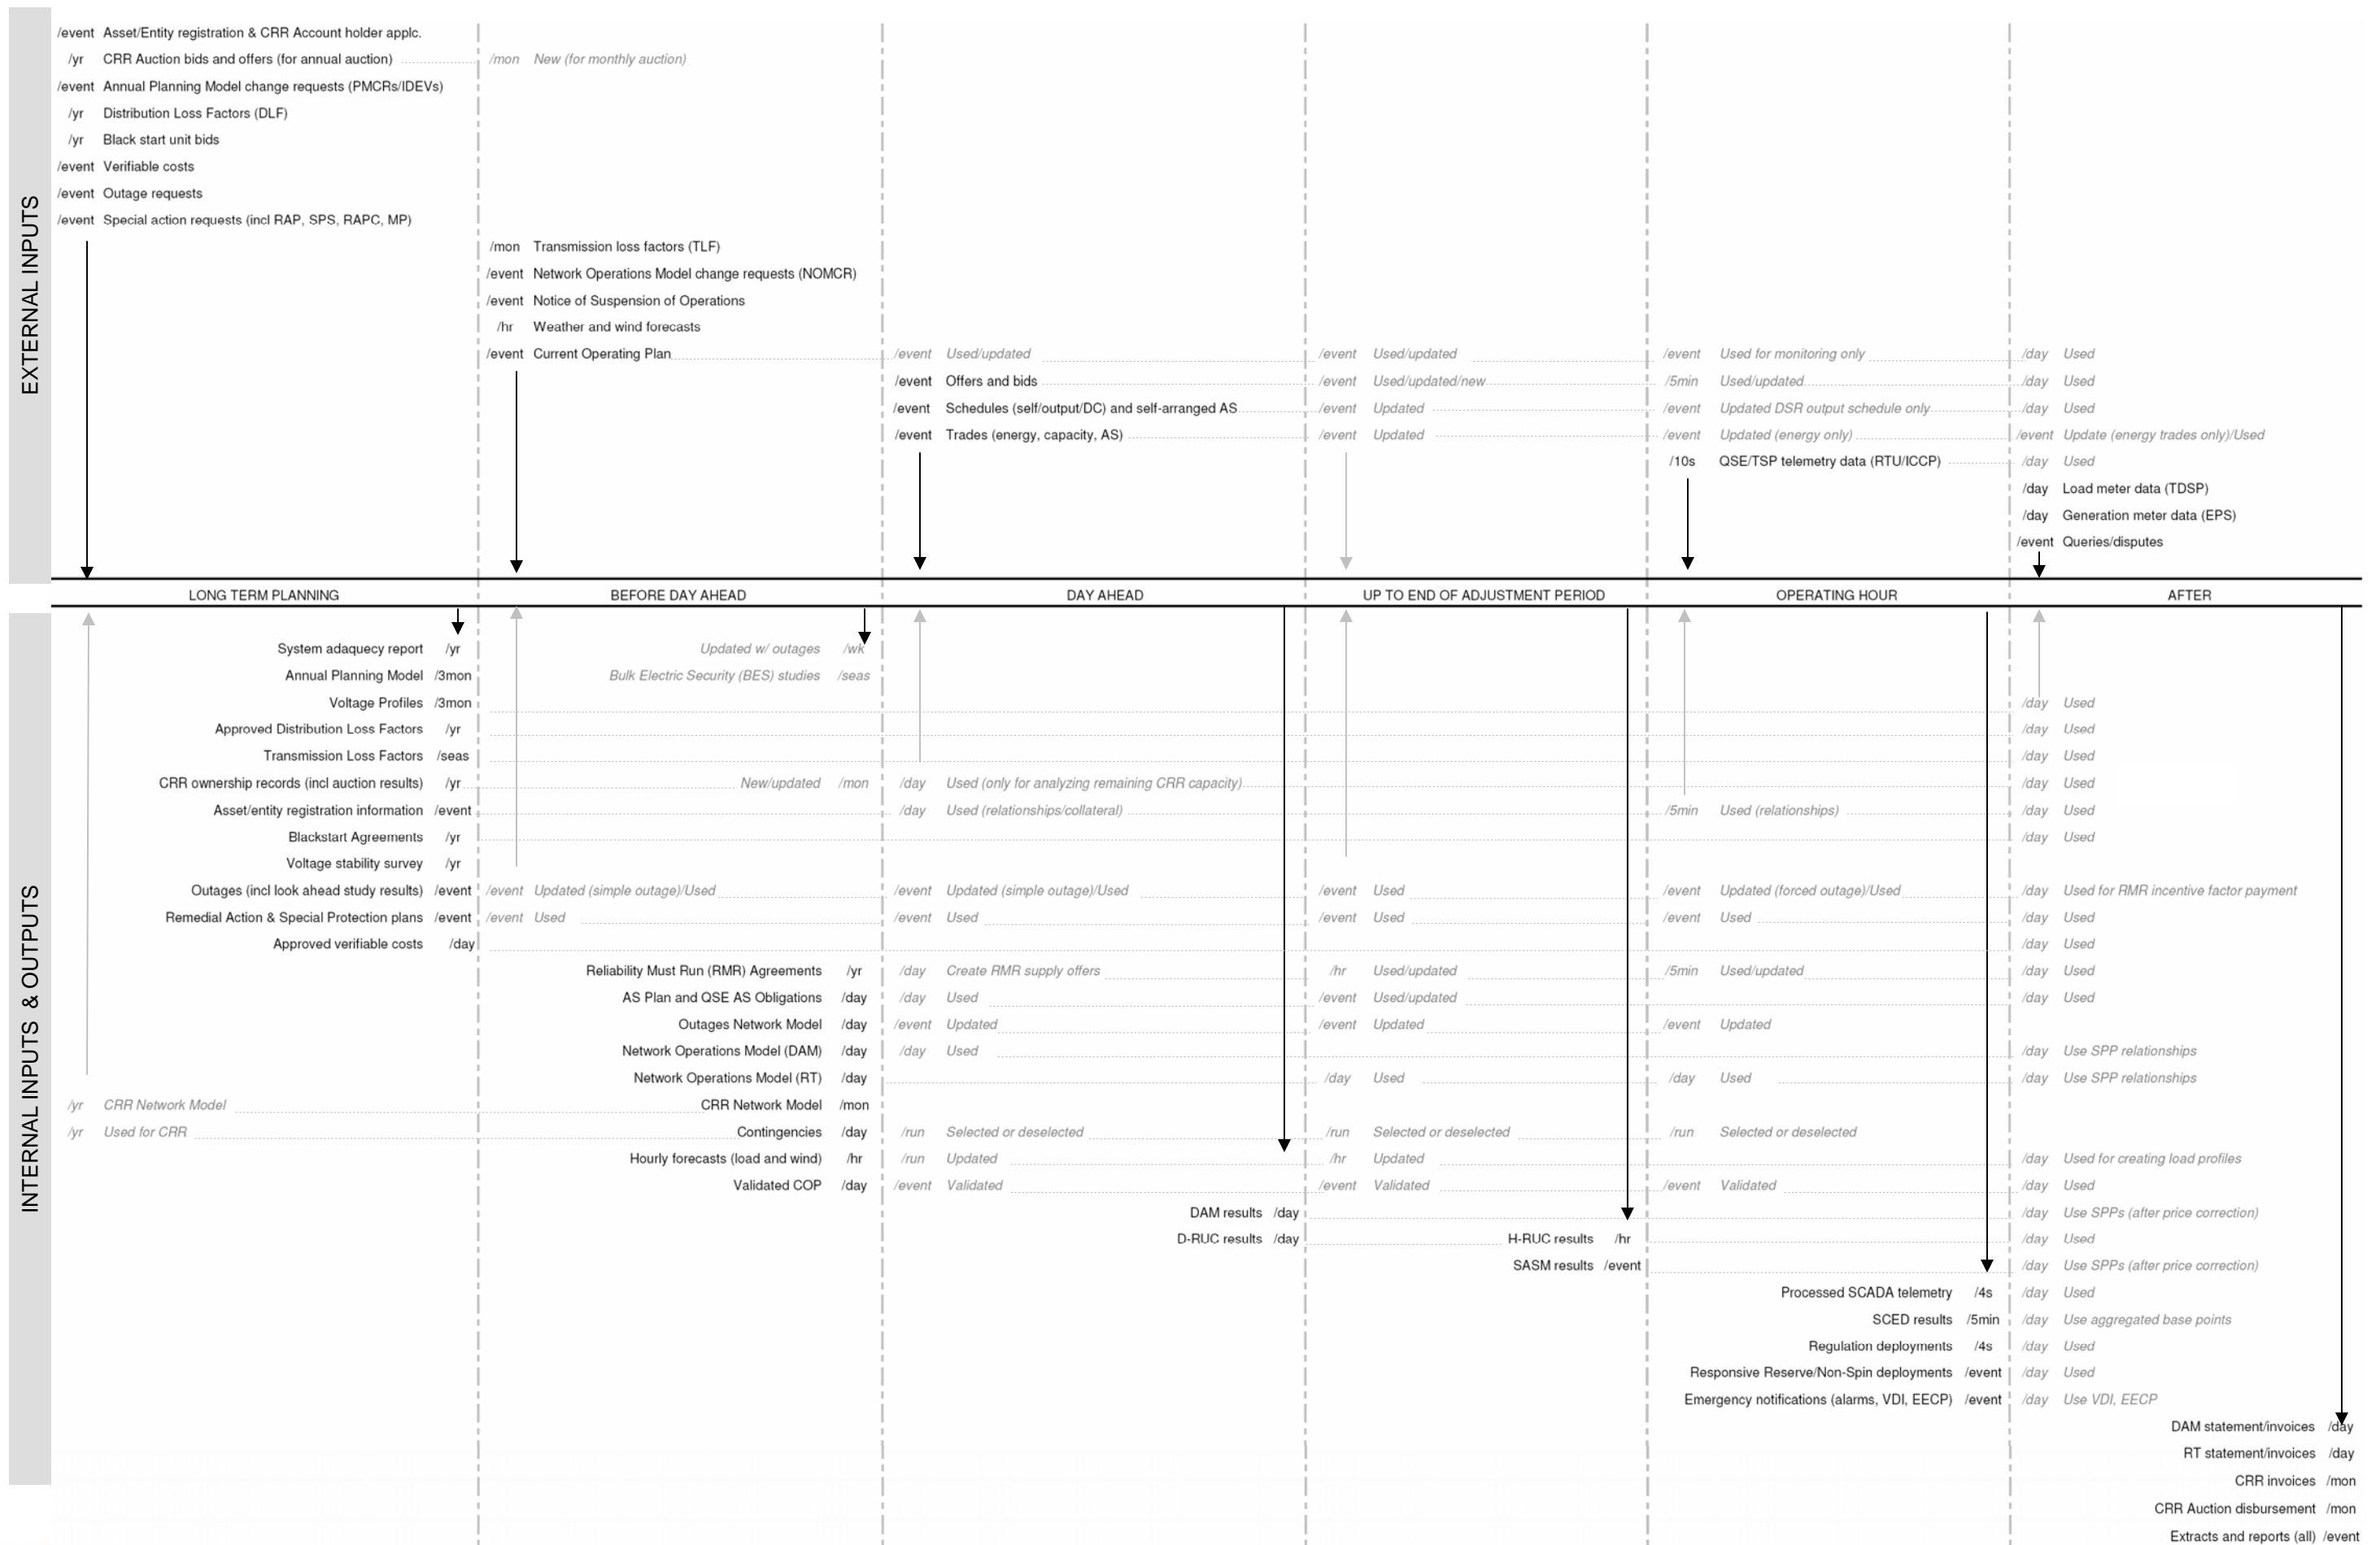 EXTERNAL INPUTS
/event Asset/Entity registration & CRR Account holder applc.
/yr CRR Auction bids and offers (for annual auction) /mon New (for monthly auction)
/event Annual Planning Model change requests (PMCRs/IDEVs)
/yr Distribution Loss Factors (DLF)
/yr Black start unit bids
/event Verifiable costs
/event Outage requests
/event Special action requests (incl RAP, SPS, RAPC, MP)
/mon Transmission loss factors (TLF)
/event Network Operations Model change requests (NOMCR)
/event Notice of Suspension of Operations
/hr Weather and wind forecasts
/event Current Operating Plan /event Used/updated /event Used/updated /event Used for monitoring only /day Used
/event Offers and bids /event Used/updated/new /5min Used/updated /day Used
/event Schedules (self/output/DC) and self-arranged AS /event Updated /event Updated DSR output schedule only /day Used
/event Trades (energy, capacity, AS) /event Updated /event Updated (energy only) /event Update (energy trades only)/Used
/10s QSE/TSP telemetry data (RTU/ICCP) /day Used
/day Load meter data (TDSP)
/day Generation meter data (EPS)
/event Queries/disputes
LONG TERM PLANNING BEFORE DAY AHEAD DAY AHEAD UP TO END OF ADJUSTMENT PERIOD OPERATING HOUR AFTER
INTERNAL INPUTS & OUTPUTS
System adaquecy report /yr Updated w/ outages /wk
Annual Planning Model /3mon Bulk Electric Security (BES) studies /seas
Voltage Profiles /3mon /day Used
Approved Distribution Loss Factors /yr /day Used
Transmission Loss Factors /seas /day Used
CRR ownership records (incl auction results) /yr New/updated /mon /day Used (only for analyzing remaining CRR capacity) /day Used
Asset/entity registration information /event /day Used (relationships/collateral) /5min Used (relationships) /day Used
Blackstart Agreements /yr /day Used
Voltage stability survey /yr
Outages (incl look ahead study results) /event /event Updated (simple outage)/Used /event Updated (simple outage)/Used /event Used /event Updated (forced outage)/Used /day Used for RMR incentive factor payment
Remedial Action & Special Protection plans /event /event Used /event Used /event Used /event Used /day Used
Approved verifiable costs /day /day Used
Reliability Must Run (RMR) Agreements /yr /day Create RMR supply offers /hr Used/updated /5min Used/updated /day Used
AS Plan and QSE AS Obligations /day /day Used /event Used/updated /day Used
Outages Network Model /day /event Updated /event Updated /event Updated
Network Operations Model (DAM) /day /day Used /day Use SPP relationships
Network Operations Model (RT) /day /day Used /day Used /day Use SPP relationships
/yr CRR Network Model CRR Network Model /mon
/yr Used for CRR Contingencies /day /run Selected or deselected /run Selected or deselected /run Selected or deselected
Hourly forecasts (load and wind) /hr /run Updated /hr Updated /day Used for creating load profiles
Validated COP /day /event Validated /event Validated /event Validated /day Used
DAM results /day /day Use SPPs (after price correction)
D-RUC results /day H-RUC results /hr /day Used
SASM results /event /day Use SPPs (after price correction)
Processed SCADA telemetry /4s /day Used
SCED results /5min /day Use aggregated base points
Regulation deployments /4s /day Used
Responsive Reserve/Non-Spin deployments /event /day Used
Emergency notifications (alarms, VDI, EECP) /event /day Use VDI, EECP
DAM statement/invoices /day
RT statement/invoices /day
CRR invoices /mon
CRR Auction disbursement /mon
Extracts and reports (all) /event